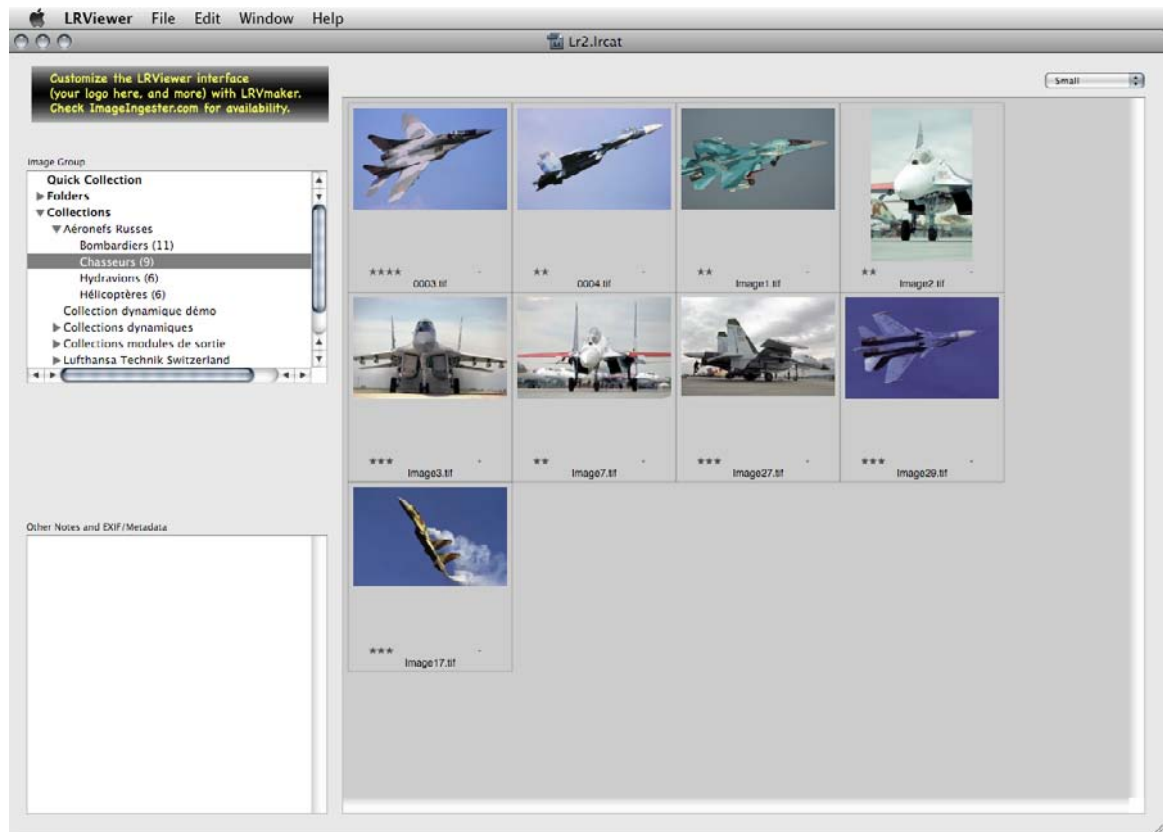 LRViewer File Edit Window Help
Lr2.lrcat
Customize the LRViewer interface
(your logo here, and more) with LRVmaker.
Check ImageIngester.com for availability.
Small
Image Group
Quick Collection
Folders
Collections
Aéronefs Russes
Bombardiers (11)
Chasseurs (9)
Hydravions (6)
Hélicoptères (6)
Collection dynamique démo
Collections dynamiques
Collections modules de sortie
Lufthansa Technik Switzerland
Other Notes and EXIF/Metadata
★★★★ ★★ ★★ ★★
0003.tif 0004.tif Image1.tif Image2.tif
★★★ ★★ ★★★ ★★★
Image3.tif Image7.tif Image27.tif Image29.tif
★★★
Image17.tif